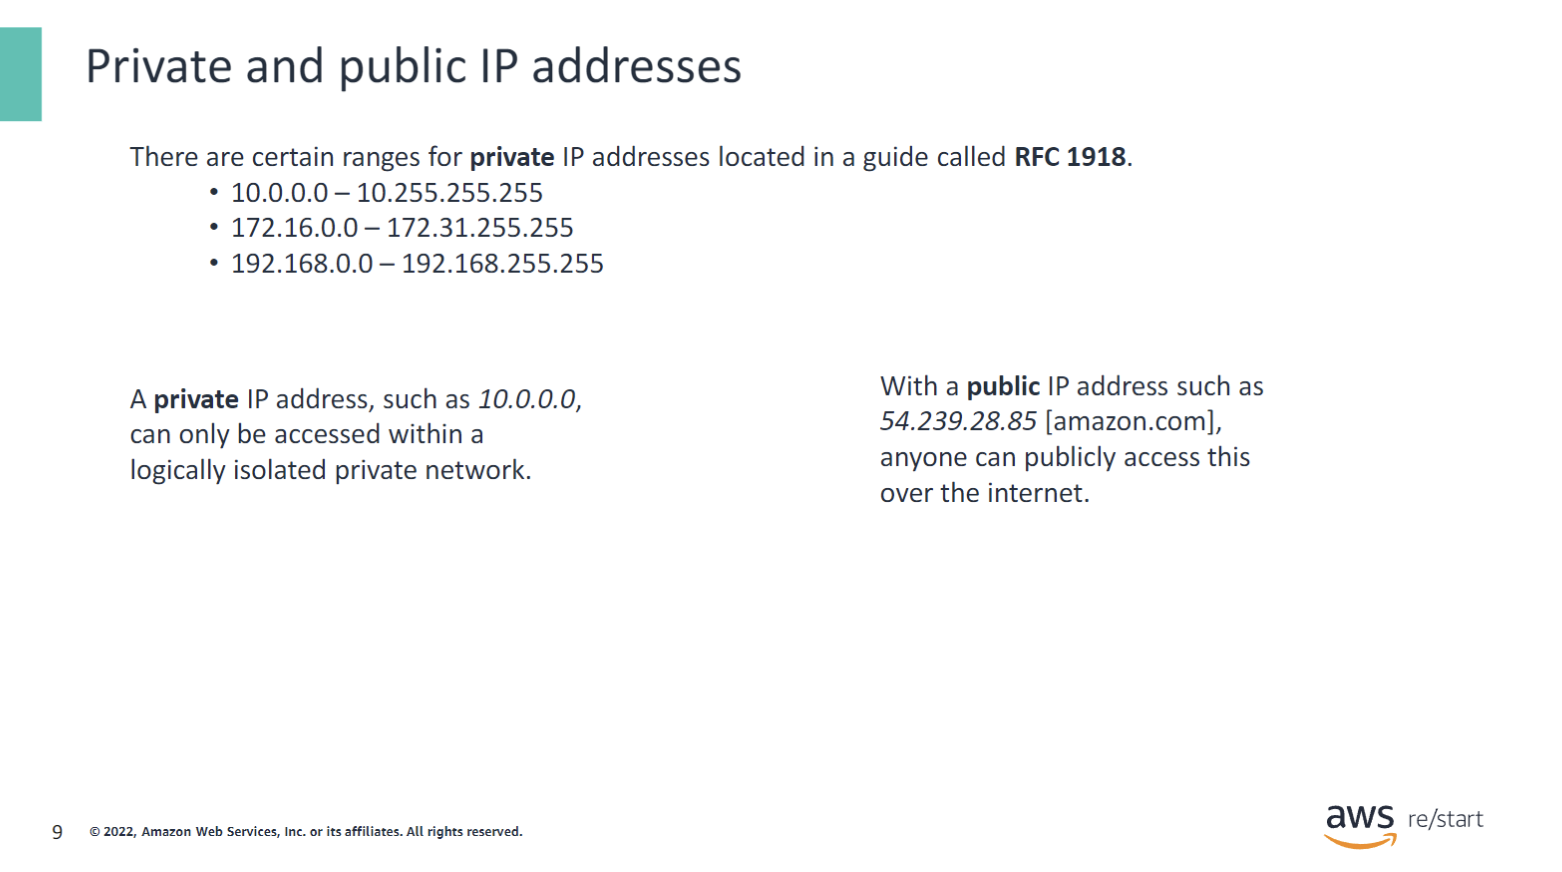 Private and public IP addresses
There are certain ranges for private IP addresses located in a guide called RFC 1918.
• 10.0.0.0 – 10.255.255.255
• 172.16.0.0 – 172.31.255.255
• 192.168.0.0 – 192.168.255.255
A private IP address, such as 10.0.0.0,
can only be accessed within a
logically isolated private network.
With a public IP address such as
54.239.28.85 [amazon.com],
anyone can publicly access this
over the internet.
9
© 2022, Amazon Web Services, Inc. or its affiliates. All rights reserved.
aws re/start